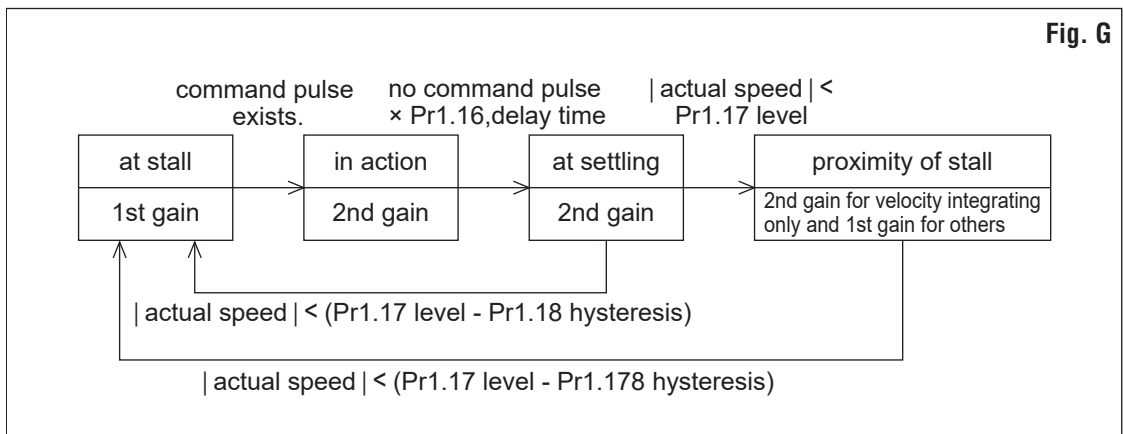 Fig. G
command pulse
exists.
no command pulse
× Pr1.16,delay time
| actual speed | <
Pr1.17 level
at stall
1st gain
in action
2nd gain
at settling
2nd gain
proximity of stall
2nd gain for velocity integrating
only and 1st gain for others
| actual speed | < (Pr1.17 level - Pr1.18 hysteresis)
| actual speed | < (Pr1.17 level - Pr1.178 hysteresis)